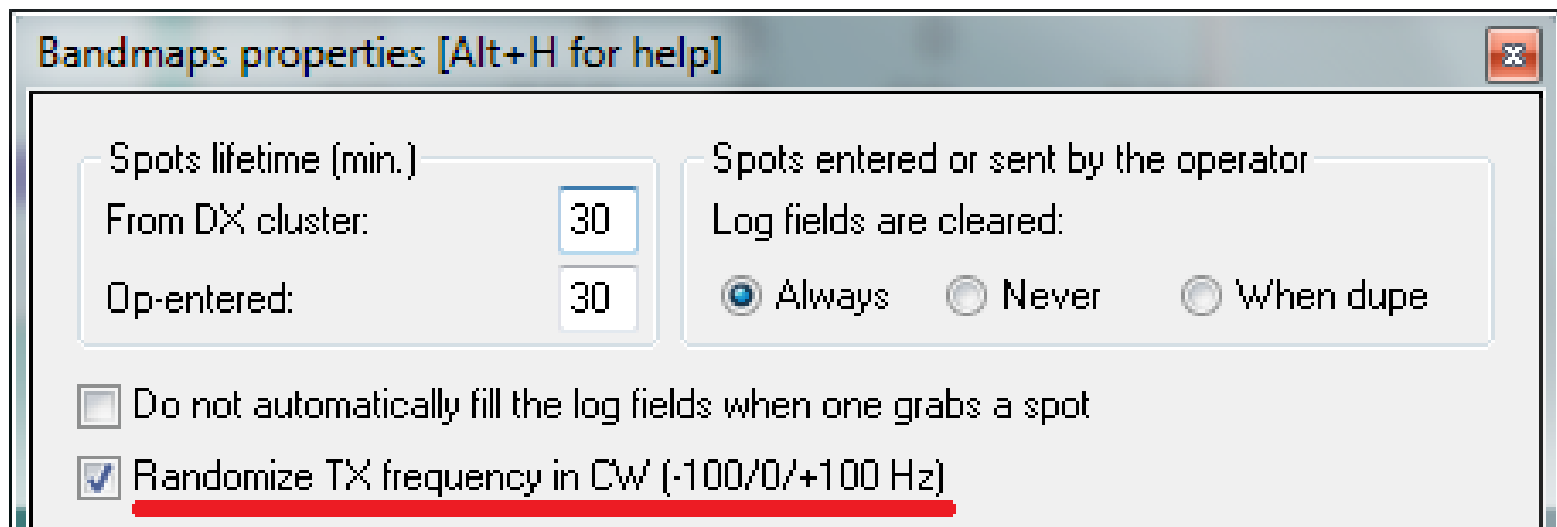 Bandmaps properties [Alt+H for help]
Spots lifetime (min.)
From DX cluster: 30
Op-entered: 30
Spots entered or sent by the operator
Log fields are cleared:
Always Never When dupe
Do not automatically fill the log fields when one grabs a spot
Randomize TX frequency in CW (-100/0/+100 Hz)